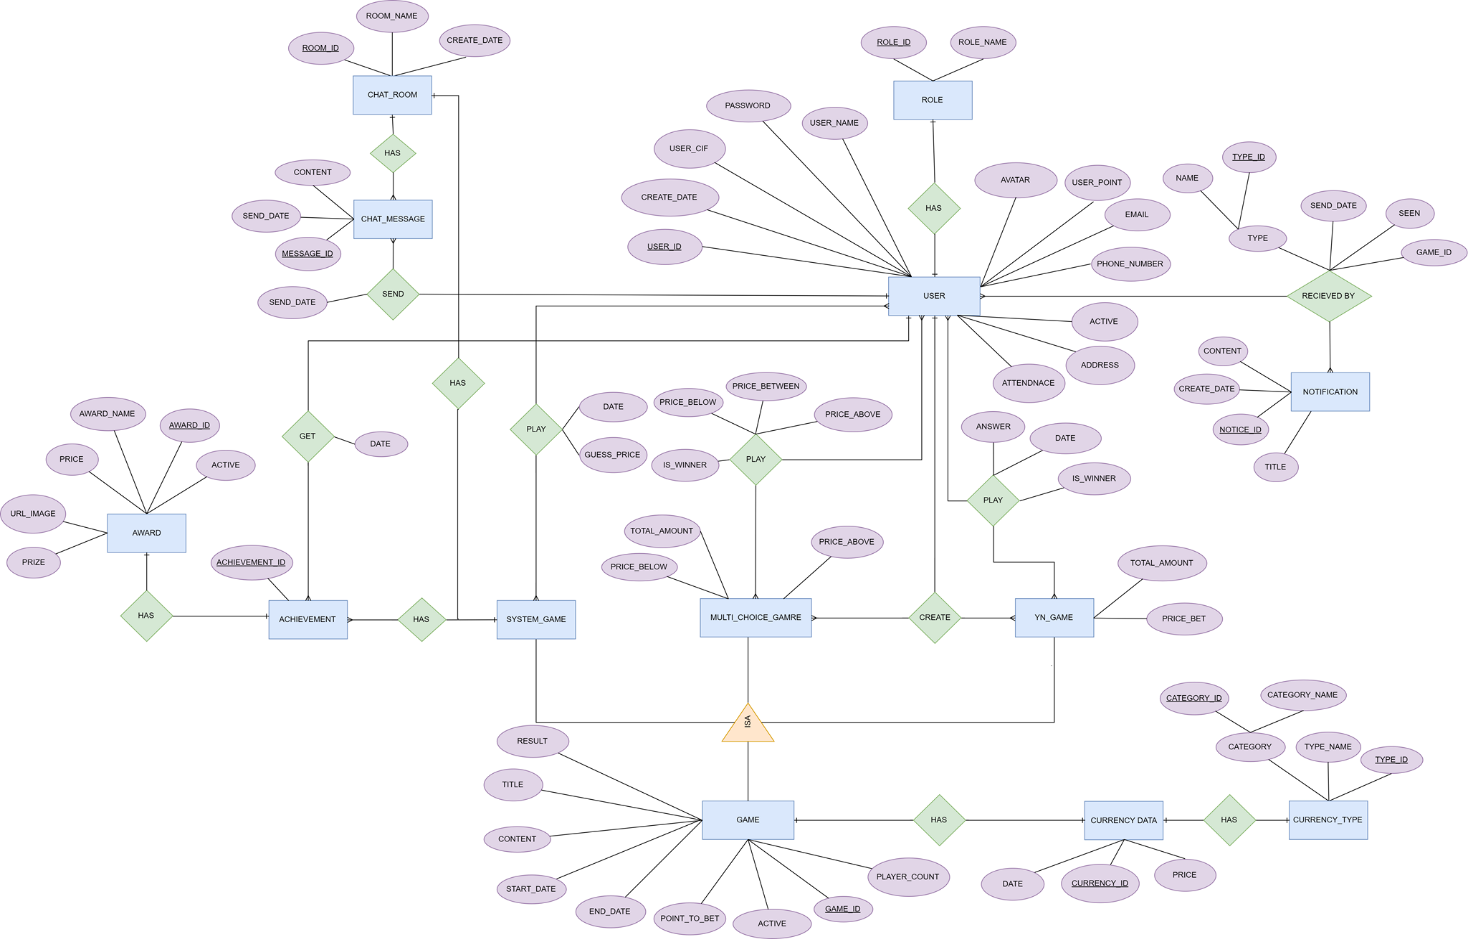 ROOM_NAME
ROOM_ID
CREATE_DATE
CHAT_ROOM
HAS
CONTENT
SEND_DATE
CHAT_MESSAGE
MESSAGE_ID
SEND_DATE
SEND
ROLE_ID
ROLE_NAME
ROLE
PASSWORD
USER_NAME
USER_CIF
CREATE_DATE
USER_ID
HAS
AVATAR
USER_POINT
EMAIL
PHONE_NUMBER
USER
ACTIVE
ADDRESS
ATTENDNACE
TYPE_ID
NAME
TYPE
SEND_DATE
SEEN
GAME_ID
RECIEVED BY
CONTENT
CREATE_DATE
NOTIFICATION
NOTICE_ID
TITLE
HAS
GET
DATE
PLAY
DATE
GUESS_PRICE
PRICE_BETWEEN
PRICE_BELOW
PRICE_ABOVE
IS_WINNER
PLAY
ANSWER
DATE
IS_WINNER
PLAY
AWARD_NAME
AWARD_ID
PRICE
ACTIVE
URL_IMAGE
AWARD
PRIZE
HAS
ACHIEVEMENT_ID
ACHIEVEMENT
HAS
SYSTEM_GAME
TOTAL_AMOUNT
PRICE_BELOW
PRICE_ABOVE
MULTI_CHOICE_GAMRE
CREATE
YN_GAME
TOTAL_AMOUNT
PRICE_BET
ISA
RESULT
TITLE
CONTENT
START_DATE
END_DATE
POINT_TO_BET
ACTIVE
GAME_ID
PLAYER_COUNT
GAME
HAS
CURRENCY DATA
DATE
CURRENCY_ID
PRICE
HAS
CATEGORY_ID
CATEGORY_NAME
CATEGORY
TYPE_NAME
TYPE_ID
CURRENCY_TYPE